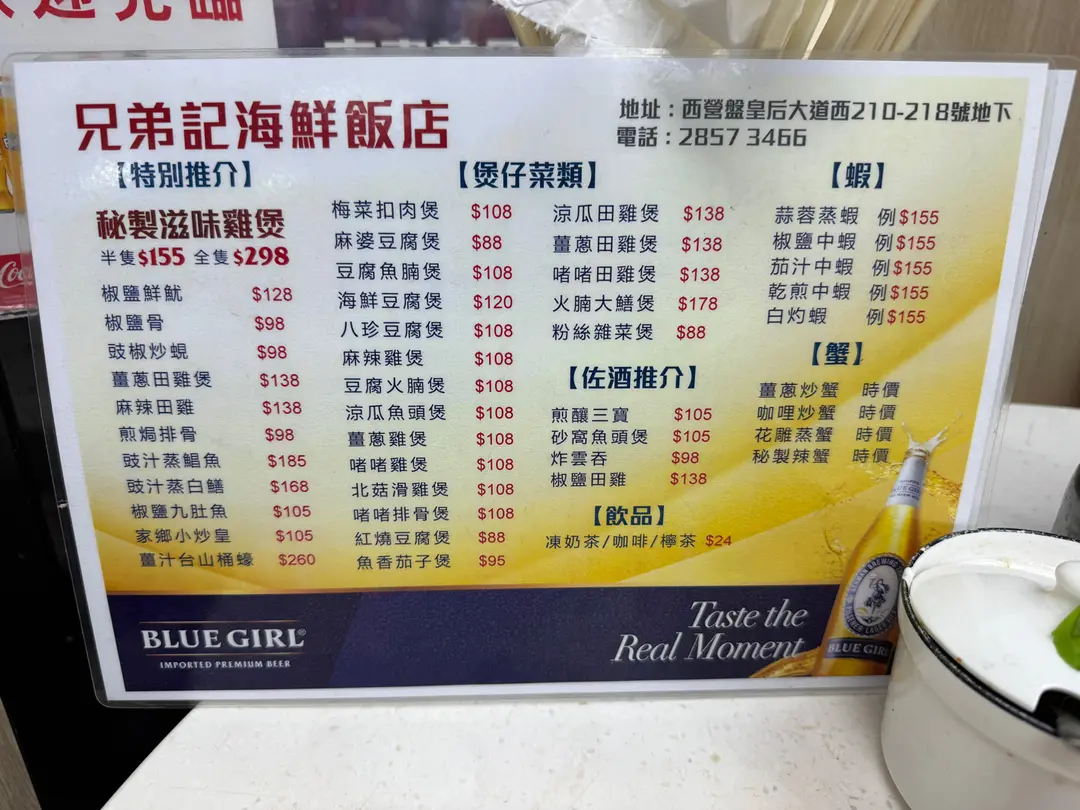 歡迎光臨
兄弟記海鮮飯店
地址：西營盤皇后大道西210-218號地下
電話：2857 3466
【特別推介】
秘製滋味雞煲
半隻$155 全隻$298
椒鹽鮮魷 $128
椒鹽骨 $98
豉椒炒蜆 $98
薑蔥田雞煲 $138
麻辣田雞 $138
煎焗排骨 $98
豉汁蒸鯧魚 $185
豉汁蒸白鱔 $168
椒鹽九肚魚 $105
家鄉小炒皇 $105
薑汁台山桶蠔 $260
【煲仔菜類】
梅菜扣肉煲 $108
麻婆豆腐煲 $88
豆腐魚腩煲 $108
海鮮豆腐煲 $120
八珍豆腐煲 $108
麻辣雞煲 $108
豆腐火腩煲 $108
涼瓜魚頭煲 $108
薑蔥雞煲 $108
啫啫雞煲 $108
北菇滑雞煲 $108
啫啫排骨煲 $108
紅燒豆腐煲 $88
魚香茄子煲 $95
涼瓜田雞煲 $138
薑蔥田雞煲 $138
啫啫田雞煲 $138
火腩大鱔煲 $178
粉絲雜菜煲 $88
【佐酒推介】
煎釀三寶 $105
砂窩魚頭煲 $105
炸雲吞 $98
椒鹽田雞 $138
【飲品】
凍奶茶/咖啡/檸茶 $24
【蝦】
蒜蓉蒸蝦 例$155
椒鹽中蝦 例$155
茄汁中蝦 例$155
乾煎中蝦 例$155
白灼蝦 例$155
【蟹】
薑蔥炒蟹 時價
咖哩炒蟹 時價
花雕蒸蟹 時價
秘製辣蟹 時價
BLUE GIRL®
IMPORTED PREMIUM BEER
Taste the
Real Moment
BLUE GIRL